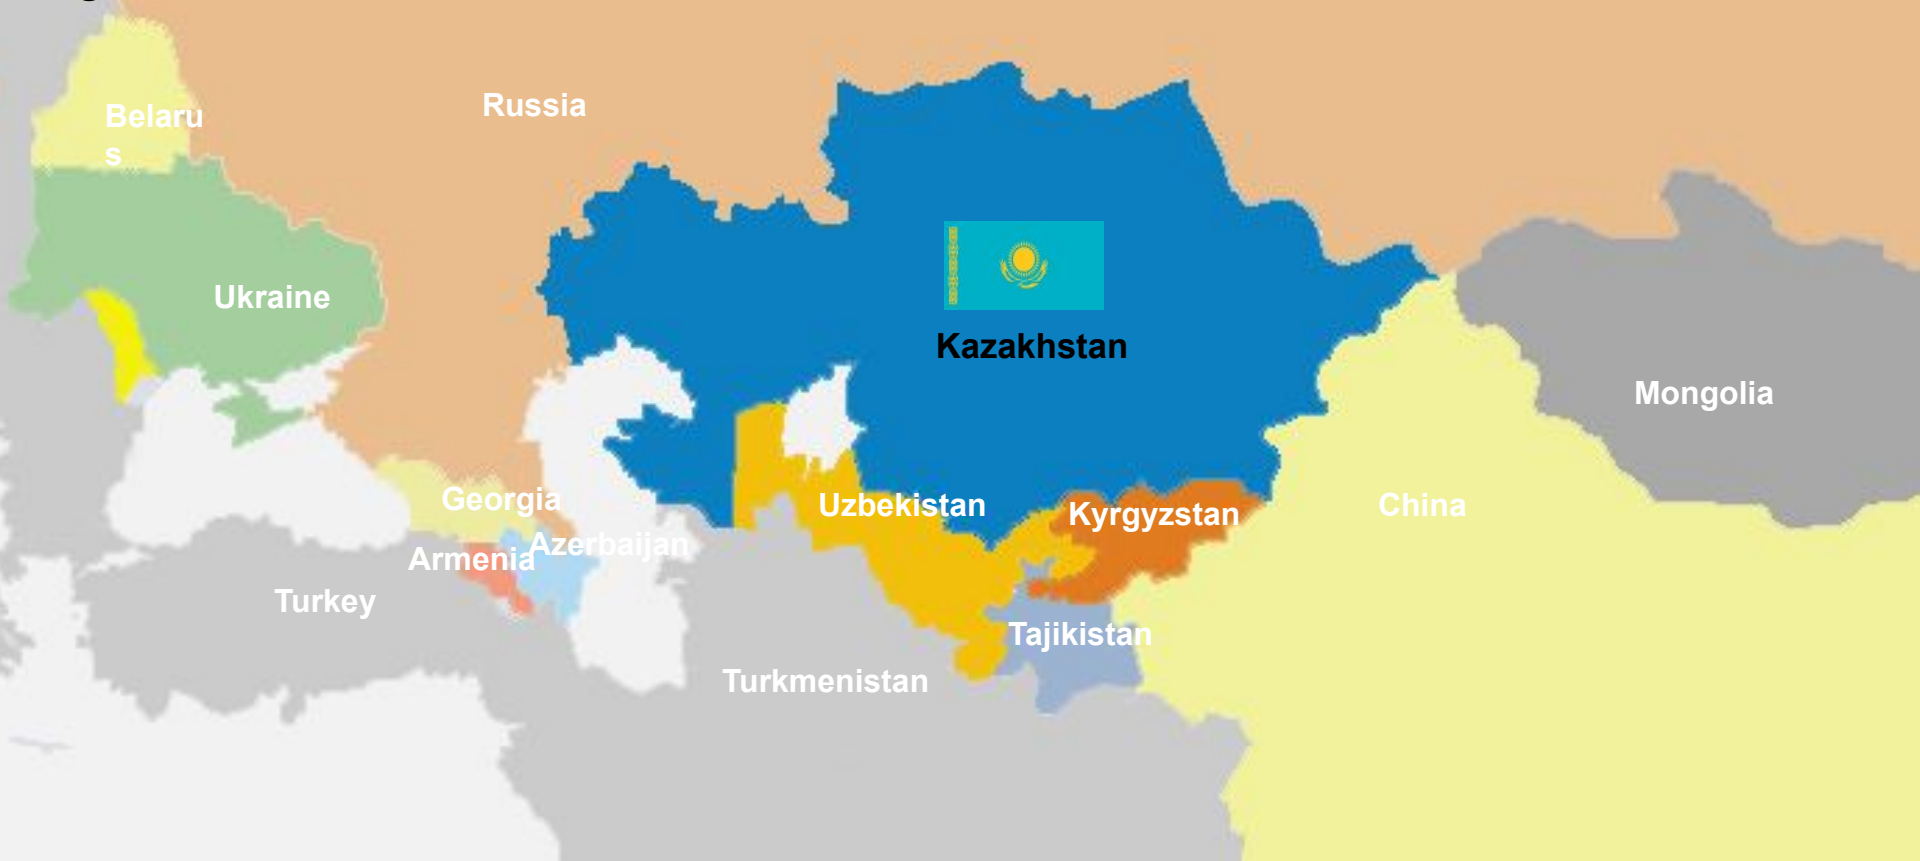 Belaru
s
Russia
Ukraine
Kazakhstan
Mongolia
Georgia
Uzbekistan
Kyrgyzstan
China
Armenia
Azerbaijan
Turkey
Tajikistan
Turkmenistan